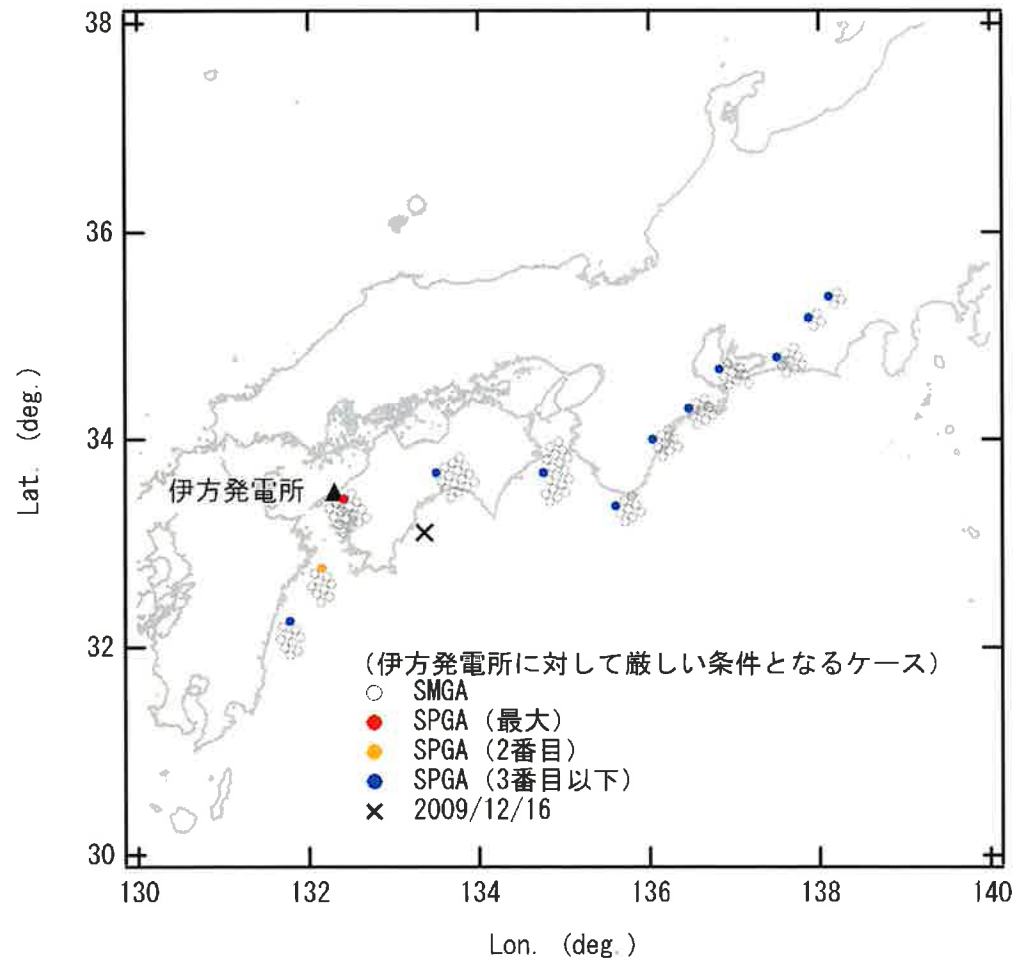 38
36
34
32
30
Lat. (deg.)
伊方発電所
(伊方発電所に対して厳しい条件となるケース)
SMGA
SPGA (最大)
SPGA (2番目)
SPGA (3番目以下)
2009/12/16
130 132 134 136 138 140
Lon. (deg.)